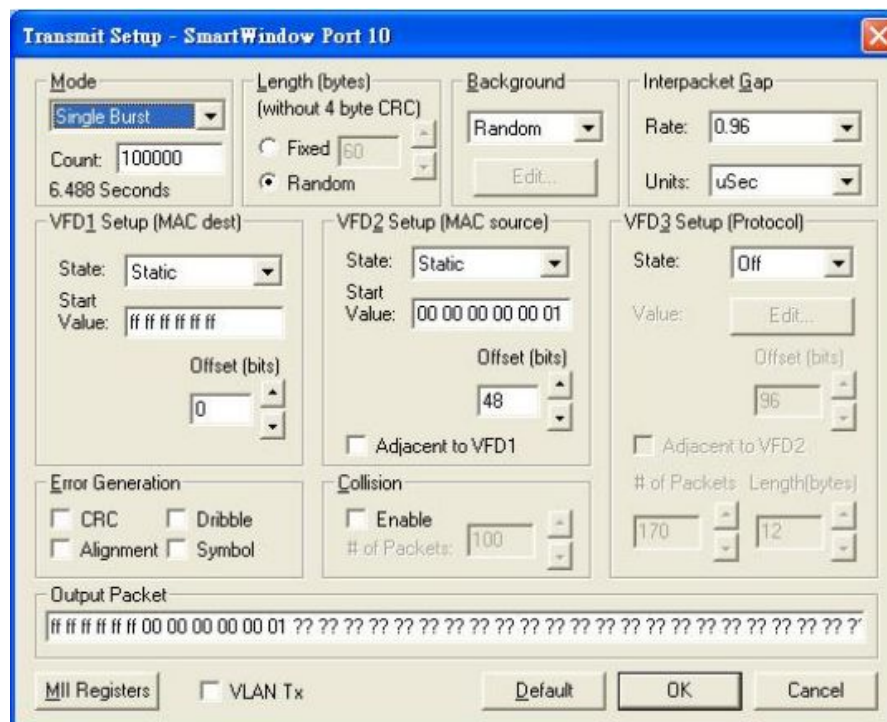 Transmit Setup - SmartWindow Port 10
Mode
Single Burst
Count: 100000
6.488 Seconds
Length (bytes)
(without 4 byte CRC)
Fixed 60
Random
Background
Random
Edit...
Interpacket Gap
Rate: 0.96
Units: uSec
VFD1 Setup (MAC dest)
State: Static
Start
Value: ff ff ff ff ff ff
Offset (bits)
0
VFD2 Setup (MAC source)
State: Static
Start
Value: 00 00 00 00 00 01
Offset (bits)
48
Adjacent to VFD1
VFD3 Setup (Protocol)
State: Off
Value: Edit...
Offset (bits)
96
Adjacent to VFD2
# of Packets Length(bytes)
170 12
Error Generation
CRC Dribble
Alignment Symbol
Collision
Enable
# of Packets: 100
Output Packet
ff ff ff ff ff ff 00 00 00 00 00 01 ?? ?? ?? ?? ?? ?? ?? ?? ?? ?? ?? ?? ?? ?? ?? ?? ?? ?? ?? ?? ?? ?? ??
MII Registers
VLAN Tx
Default
OK
Cancel